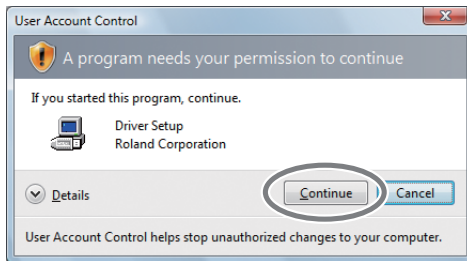 User Account Control
A program needs your permission to continue
If you started this program, continue.
Driver Setup
Roland Corporation
Details
Continue
Cancel
User Account Control helps stop unauthorized changes to your computer.